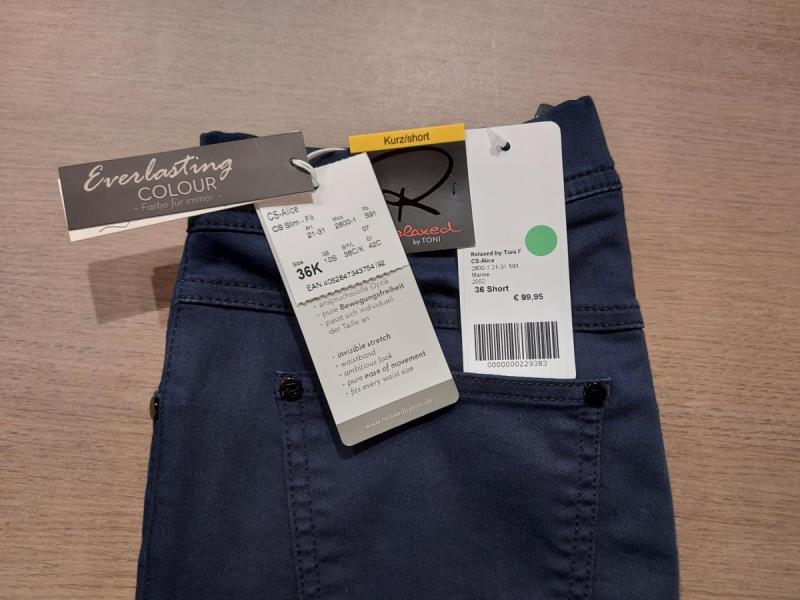 Everlasting
COLOUR
- Farbe für immer -
Kurz/short
R
relaxed
by TONI
CS-Alice
CS Slim - Fit
Art Mod Fb
21-31 2800-1 591
07
Size GB B/F/L E/
36K 10S 38C/K 42C
EAN 4052847343754 /92
• anspruchsvolle Optik
• pure Bewegungsfreiheit
• passt sich individuell
der Taille an
• invisible stretch
• waistband
• ambitious look
• pure ease of movement
• fits every waist size
www.relaxedbytoni.de
Relaxed by Toni F
CS-Alice
2800-1 21-31 591
Marine
2002
36 Short
€ 99,95
0000000229383